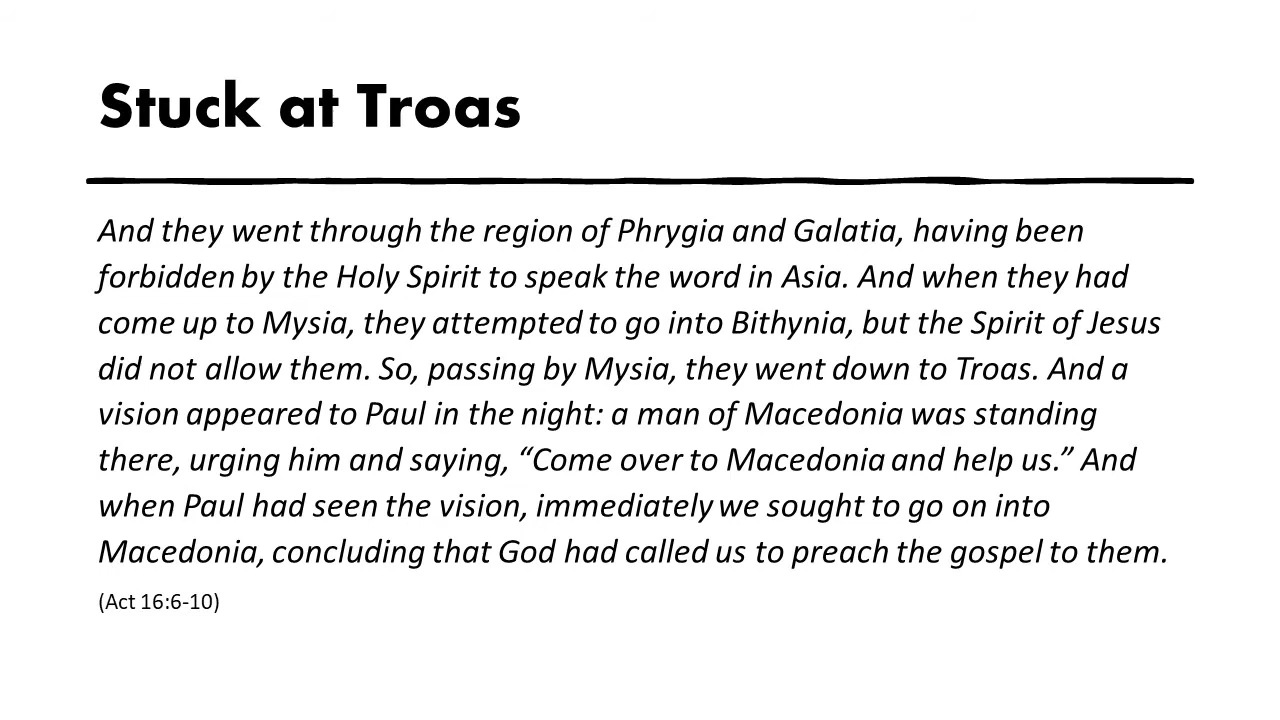 Stuck at Troas
And they went through the region of Phrygia and Galatia, having been
forbidden by the Holy Spirit to speak the word in Asia. And when they had
come up to Mysia, they attempted to go into Bithynia, but the Spirit of Jesus
did not allow them. So, passing by Mysia, they went down to Troas. And a
vision appeared to Paul in the night: a man of Macedonia was standing
there, urging him and saying, “Come over to Macedonia and help us.” And
when Paul had seen the vision, immediately we sought to go on into
Macedonia, concluding that God had called us to preach the gospel to them.
(Act 16:6-10)